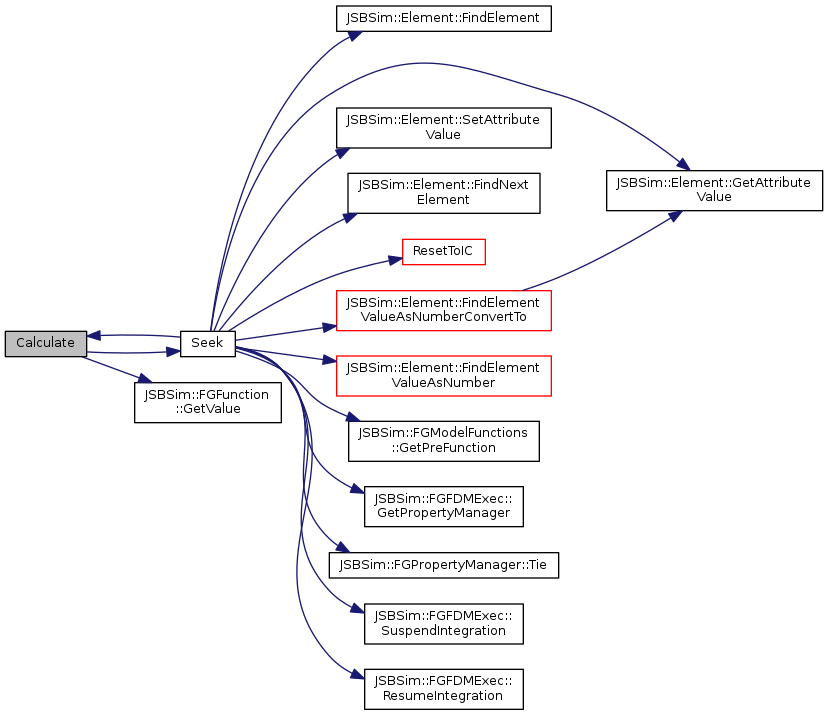 JSBSim::Element::FindElement
JSBSim::Element::SetAttribute
Value
JSBSim::Element::GetAttribute
Value
JSBSim::Element::FindNext
Element
ResetToIC
JSBSim::Element::FindElement
ValueAsNumberConvertTo
Calculate
Seek
JSBSim::Element::FindElement
ValueAsNumber
JSBSim::FGFunction
::GetValue
JSBSim::FGModelFunctions
::GetPreFunction
JSBSim::FGFDMExec::
GetPropertyManager
JSBSim::FGPropertyManager::Tie
JSBSim::FGFDMExec::
SuspendIntegration
JSBSim::FGFDMExec::
ResumeIntegration